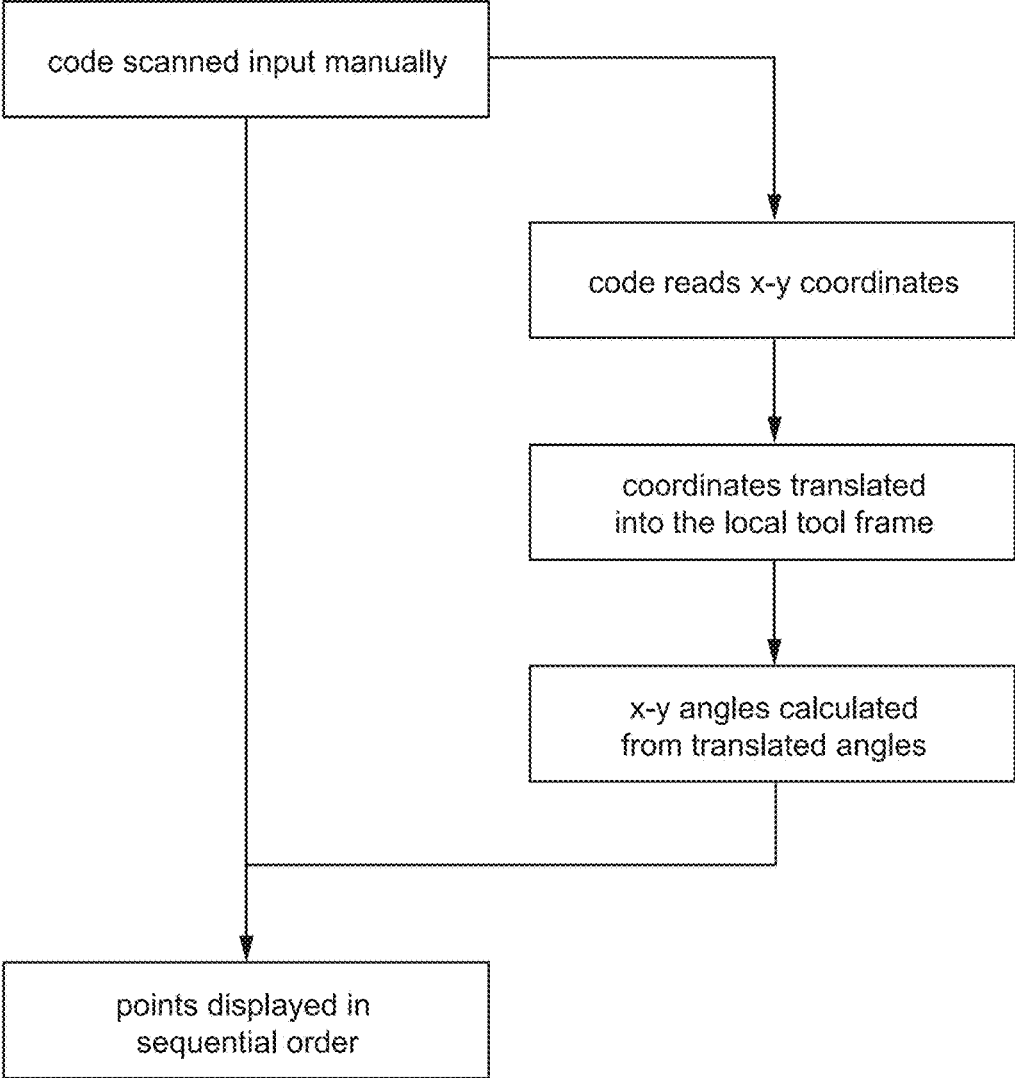 code scanned input manually
code reads x-y coordinates
coordinates translated
into the local tool frame
x-y angles calculated
from translated angles
points displayed in
sequential order